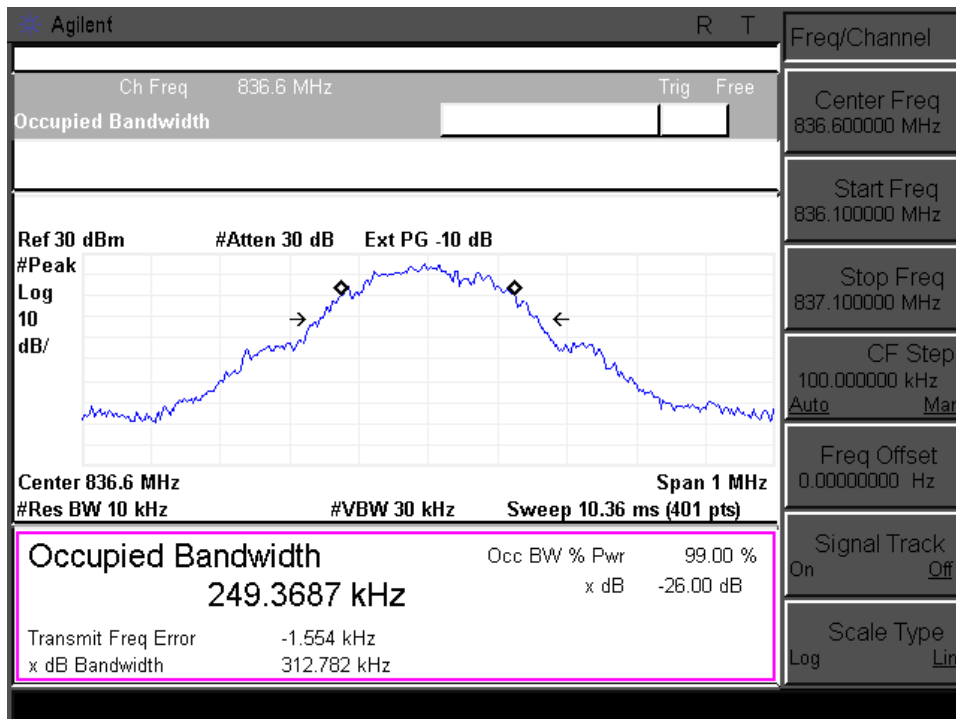 Agilent R T
Ch Freq 836.6 MHz Trig Free
Occupied Bandwidth
Ref 30 dBm #Atten 30 dB Ext PG -10 dB
#Peak
Log
10
dB/
Center 836.6 MHz Span 1 MHz
#Res BW 10 kHz #VBW 30 kHz Sweep 10.36 ms (401 pts)
Occupied Bandwidth Occ BW % Pwr 99.00 %
249.3687 kHz x dB -26.00 dB
Transmit Freq Error -1.554 kHz
x dB Bandwidth 312.782 kHz
Freq/Channel
Center Freq
836.600000 MHz
Start Freq
836.100000 MHz
Stop Freq
837.100000 MHz
CF Step
100.000000 kHz
Auto Man
Freq Offset
0.00000000 Hz
Signal Track
On Off
Scale Type
Log Lin